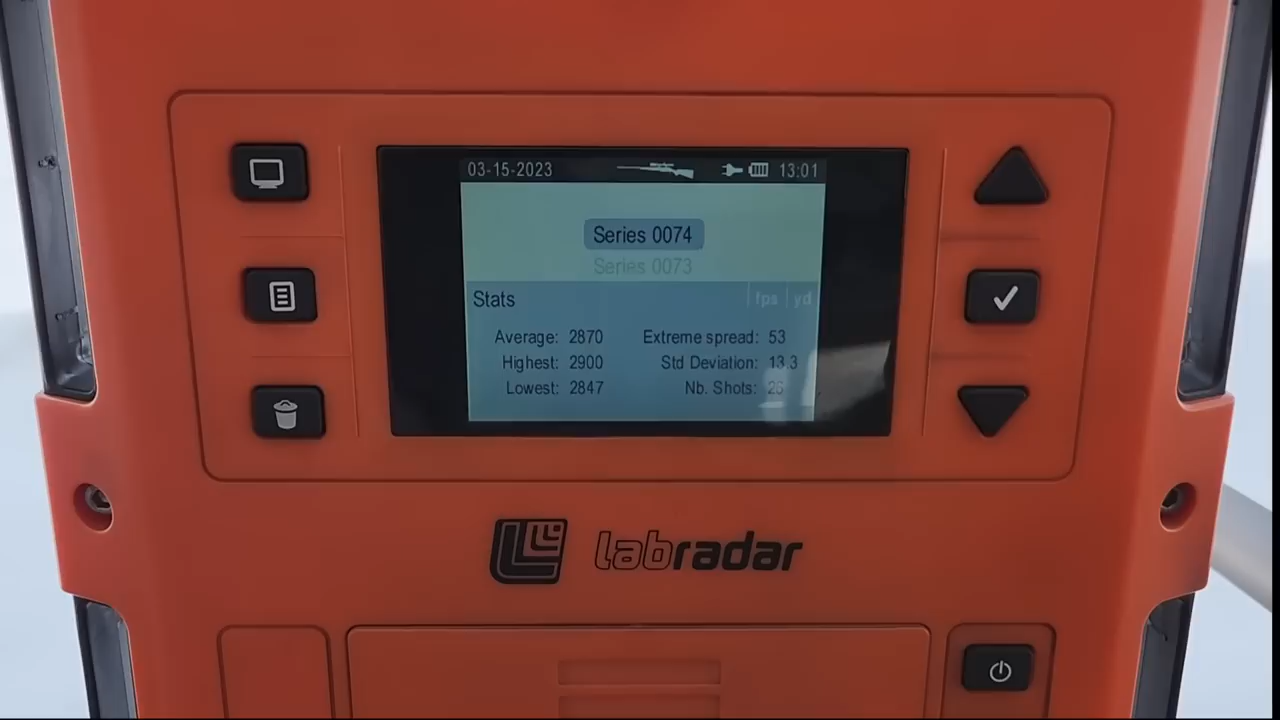 03-15-2023 13:01
Series 0074
Series 0073
Stats fps yd
Average: 2870 Extreme spread: 53
Highest: 2900 Std Deviation: 13.3
Lowest: 2847 Nb. Shots:
labradar